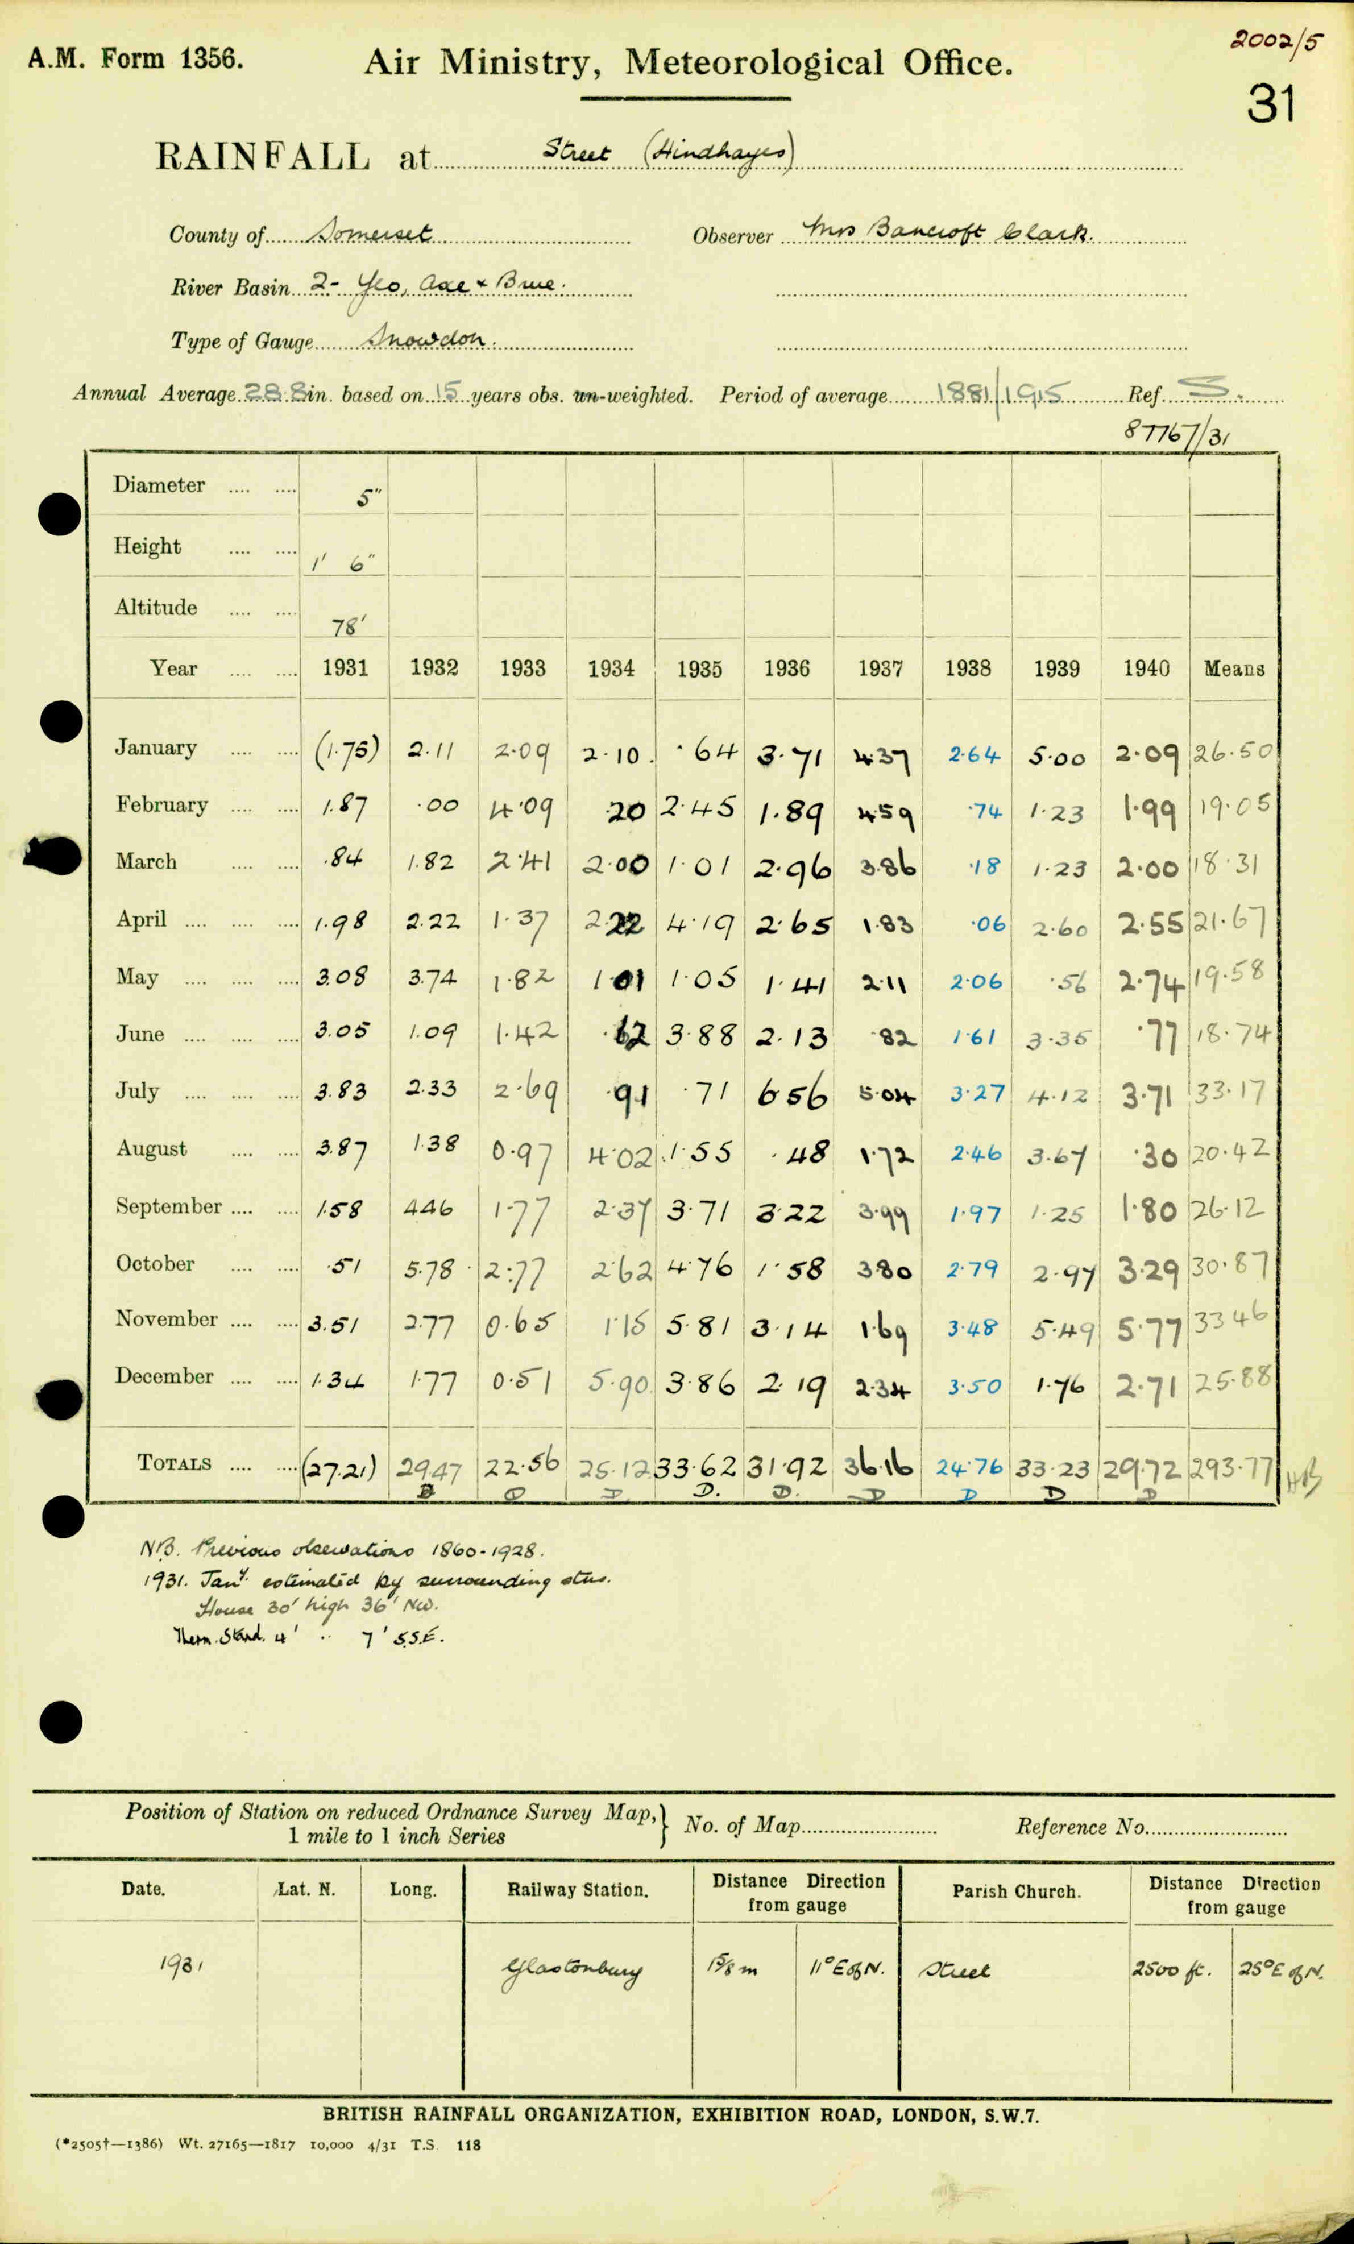 2002/5
A.M. Form 1356. Air Ministry, Meteorological Office.
31
RAINFALL at Street (Hindhayes)
County of Somerset Observer Mrs Bancroft Clark.
River Basin 2- Yeo, Axe + Brue.
Type of Gauge Snowdon.
Annual Average 28.8 in. based on 15 years obs. un-weighted. Period of average 1881/1915 Ref. S.
87767/31
Diameter .... .... 5"
Height .... .... 1' 6"
Altitude .... .... 78'
Year .... .... 1931 1932 1933 1934 1935 1936 1937 1938 1939 1940 Means
January .... .... (1.75) 2.11 2.09 2.10 .64 3.71 4.37 2.64 5.00 2.09 26.50
February .... .... 1.87 .00 4.09 .20 2.45 1.89 4.59 .74 1.23 1.99 19.05
March .... .... .84 1.82 2.41 2.00 1.01 2.96 3.86 .18 1.23 2.00 18.31
April .... .... .... 1.98 2.22 1.37 2.22 4.19 2.65 1.83 .06 2.60 2.55 21.67
May .... .... .... 3.08 3.74 1.82 1.01 1.05 1.41 2.11 2.06 .56 2.74 19.58
June .... .... .... 3.05 1.09 1.42 .62 3.88 2.13 .82 1.61 3.35 .77 18.74
July .... .... .... 3.83 2.33 2.69 .91 .71 6.56 5.04 3.27 4.12 3.71 33.17
August .... .... 3.87 1.38 0.97 4.02 1.55 .48 1.72 2.46 3.67 .30 20.42
September .... .... 1.58 4.46 1.77 2.37 3.71 3.22 3.99 1.97 1.25 1.80 26.12
October .... .... .51 5.78 2.77 2.62 4.76 1.58 3.80 2.79 2.97 3.29 30.87
November .... .... 3.51 2.77 0.65 1.15 5.81 3.14 1.69 3.48 5.49 5.77 33.46
December .... .... 1.34 1.77 0.51 5.90 3.86 2.19 2.34 3.50 1.76 2.71 25.88
TOTALS .... .... (27.21) 29.47 22.56 25.12 33.62 31.92 36.16 24.76 33.23 29.72 293.77 HB
D D D. D. D D D D
NB. Previous observations 1860-1928.
1931. Jany. estimated by surrounding stns.
House 30' high 36' NW.
Therm. Stand. 4' .. 7' S.S.E.
Position of Station on reduced Ordnance Survey Map, } No. of Map Reference No.
1 mile to 1 inch Series
Date. Lat. N. Long. Railway Station. Distance Direction from gauge Parish Church. Distance Direction from gauge
1931 Glastonbury 1 5/8 m 11° E of N. Street 2500 ft. 25° E of N.
BRITISH RAINFALL ORGANIZATION, EXHIBITION ROAD, LONDON, S.W.7.
(*2505†—1386) Wt. 27165—1817 10,000 4/31 T.S. 118